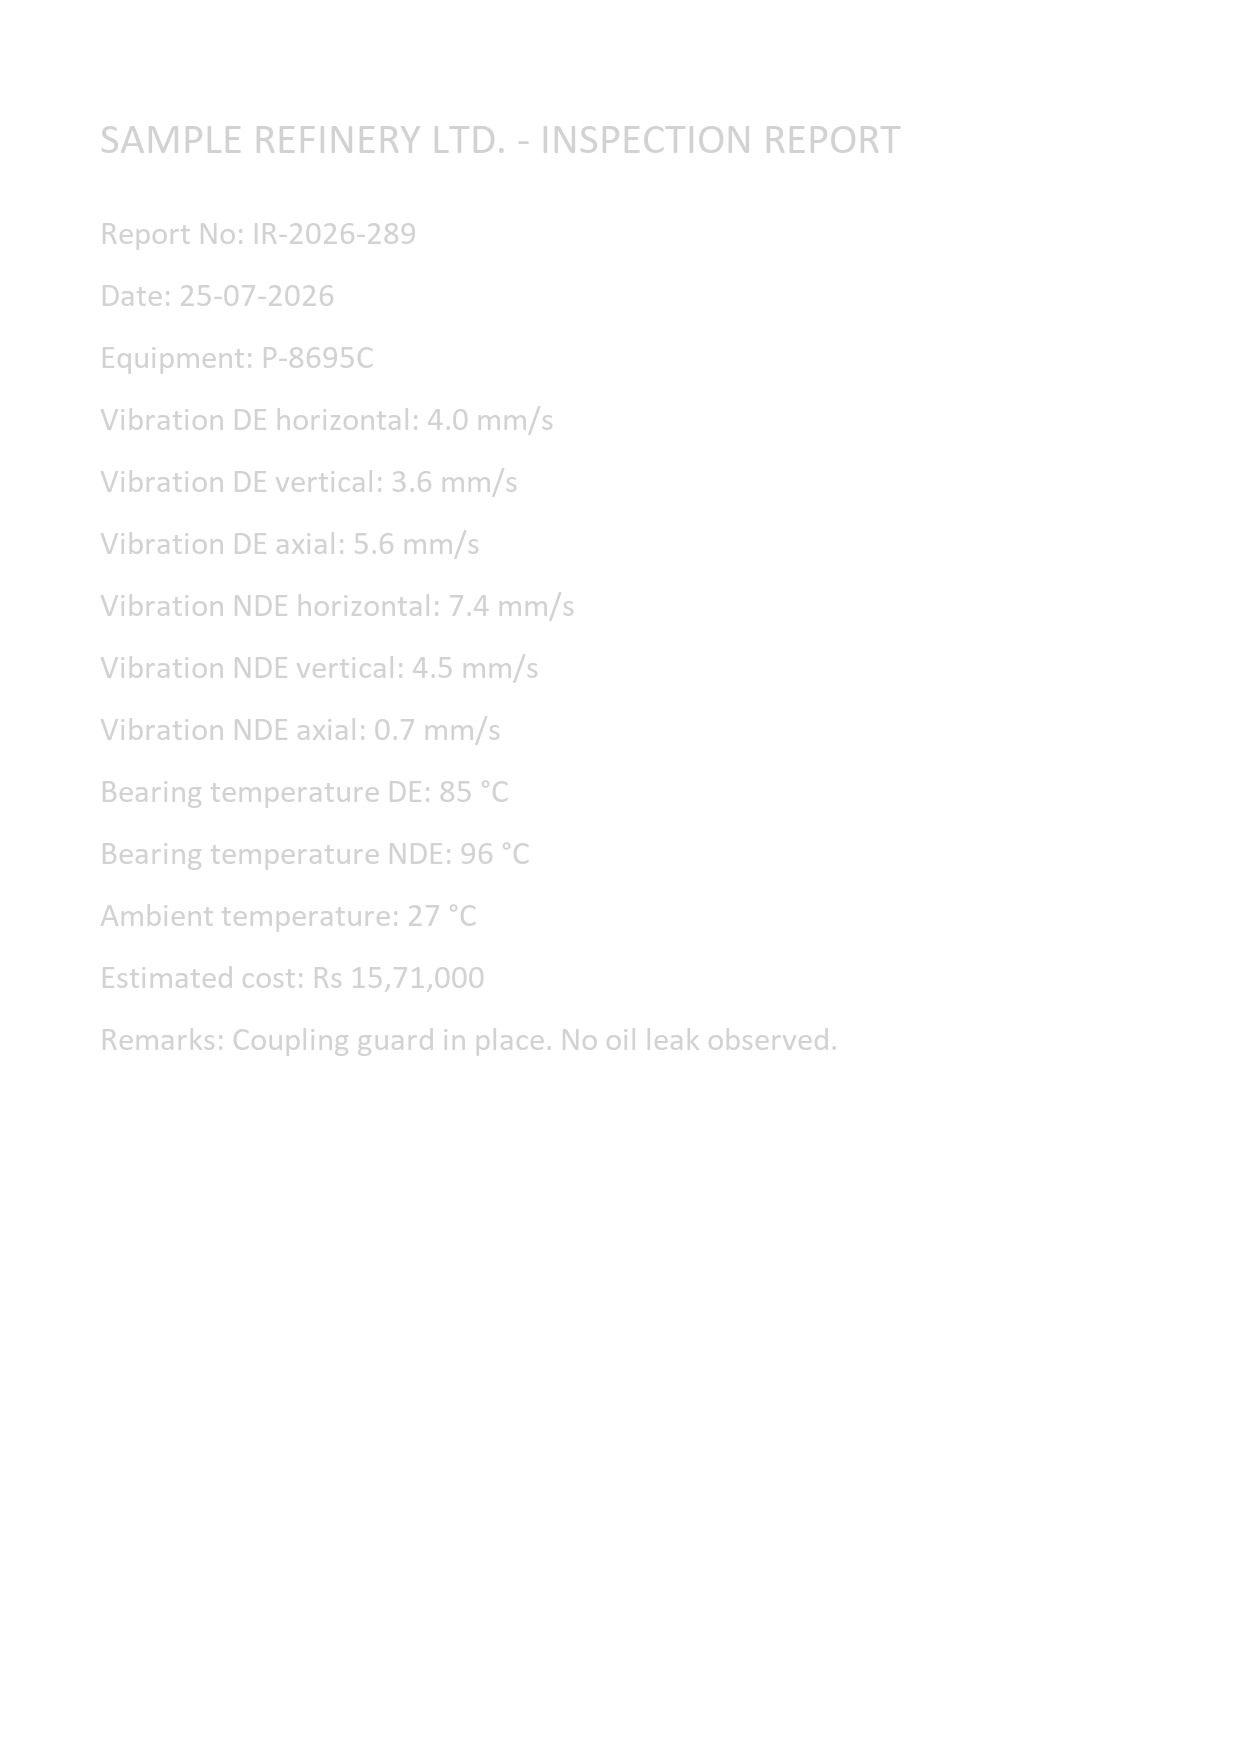 SAMPLE REFINERY LTD. - INSPECTION REPORT
Report No: IR-2026-289
Date: 25-07-2026
Equipment: P-8695C
Vibration DE horizontal: 4.0 mm/s
Vibration DE vertical: 3.6 mm/s
Vibration DE axial: 5.6 mm/s
Vibration NDE horizontal: 7.4 mm/s
Vibration NDE vertical: 4.5 mm/s
Vibration NDE axial: 0.7 mm/s
Bearing temperature DE: 85 °C
Bearing temperature NDE: 96 °C
Ambient temperature: 27 °C
Estimated cost: Rs 15,71,000
Remarks: Coupling guard in place. No oil leak observed.